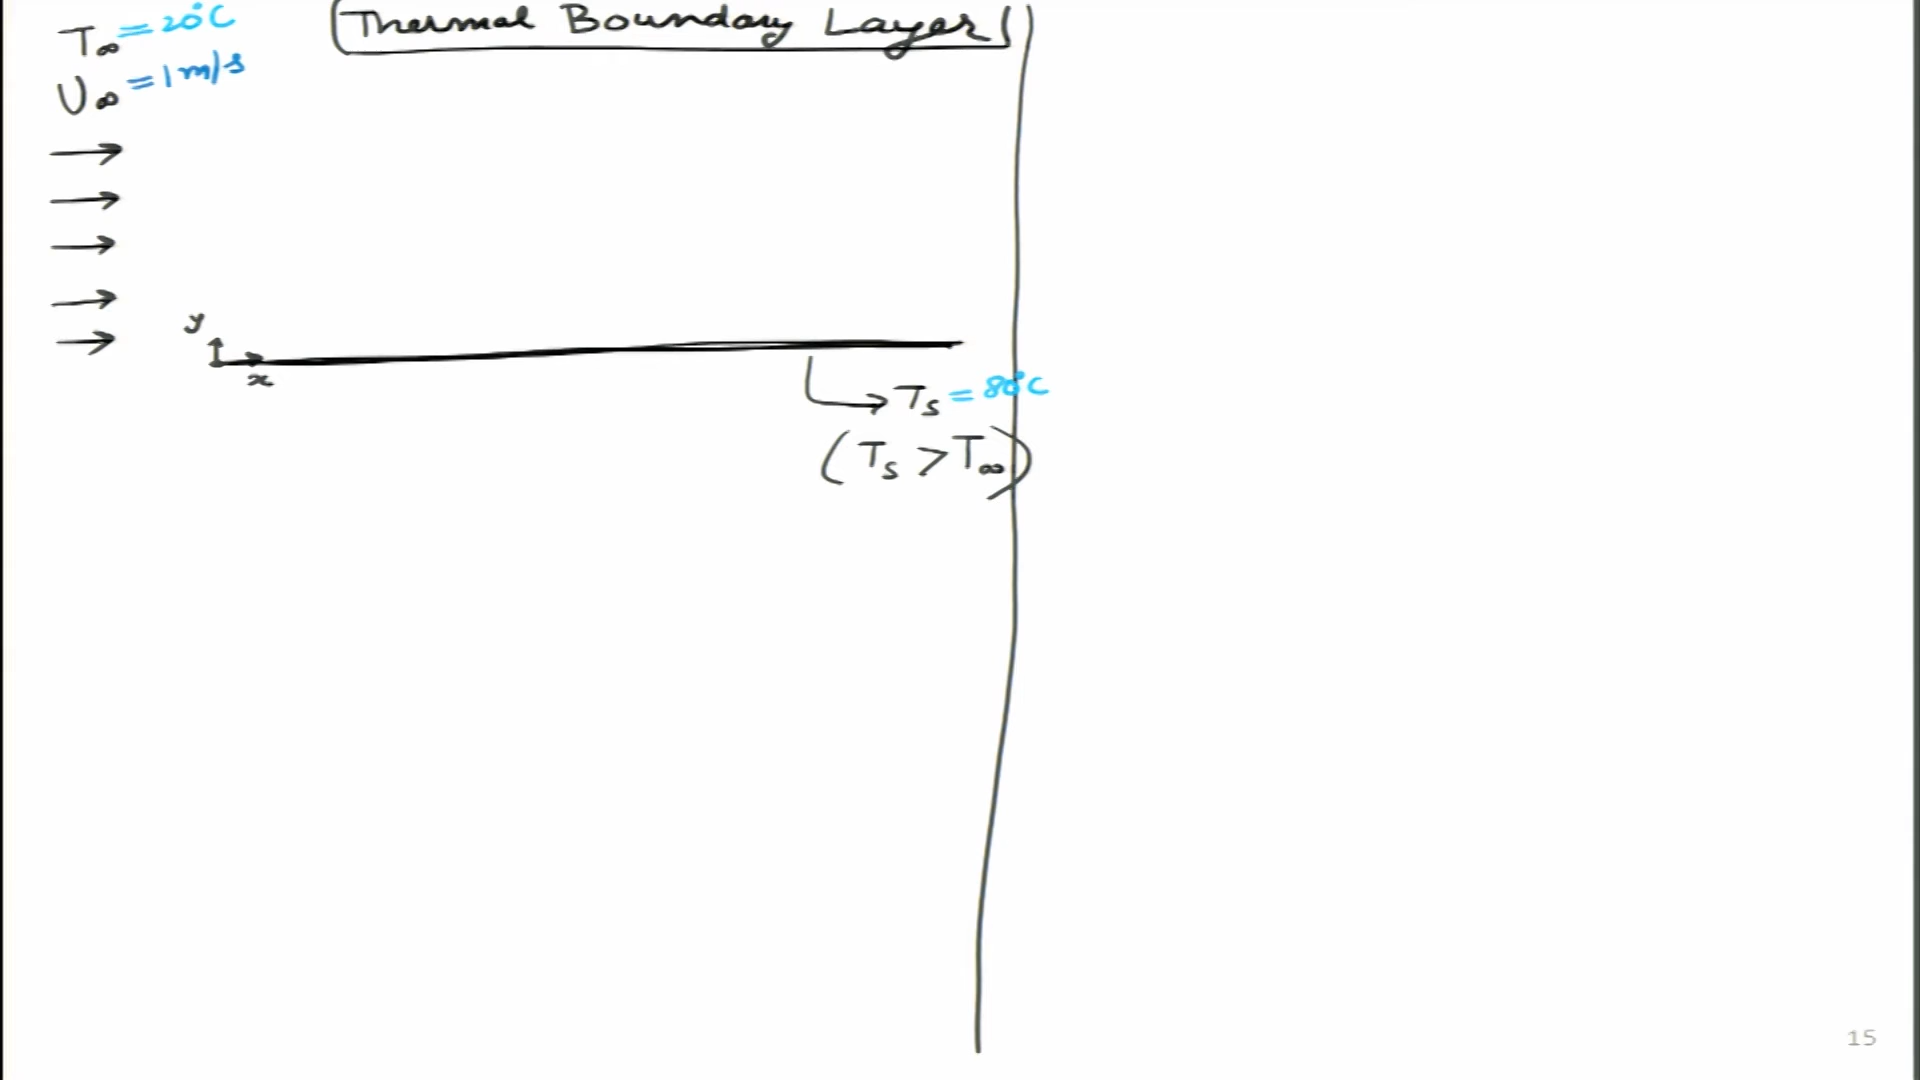 Thermal Boundary Layer
T∞ = 20°C
U∞ = 1 m/s
y
x
Ts = 80°C
(Ts > T∞)
15